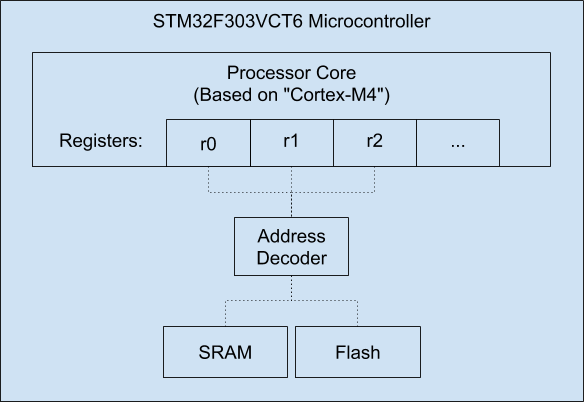 STM32F303VCT6 Microcontroller
Processor Core
(Based on "Cortex-M4")
Registers: r0 r1 r2 ...
Address
Decoder
SRAM Flash